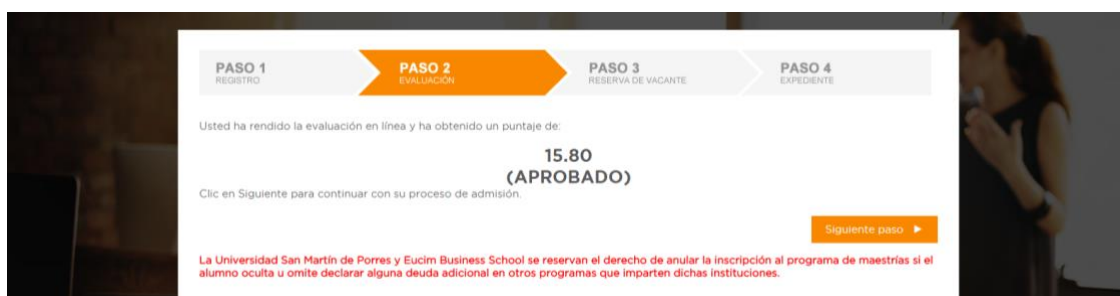 PASO 1
REGISTRO
PASO 2
EVALUACIÓN
PASO 3
RESERVA DE VACANTE
PASO 4
EXPEDIENTE
Usted ha rendido la evaluación en línea y ha obtenido un puntaje de:
15.80
(APROBADO)
Clic en Siguiente para continuar con su proceso de admisión.
Siguiente paso
La Universidad San Martín de Porres y Eucim Business School se reservan el derecho de anular la inscripción al programa de maestrías si el
alumno oculta u omite declarar alguna deuda adicional en otros programas que imparten dichas instituciones.